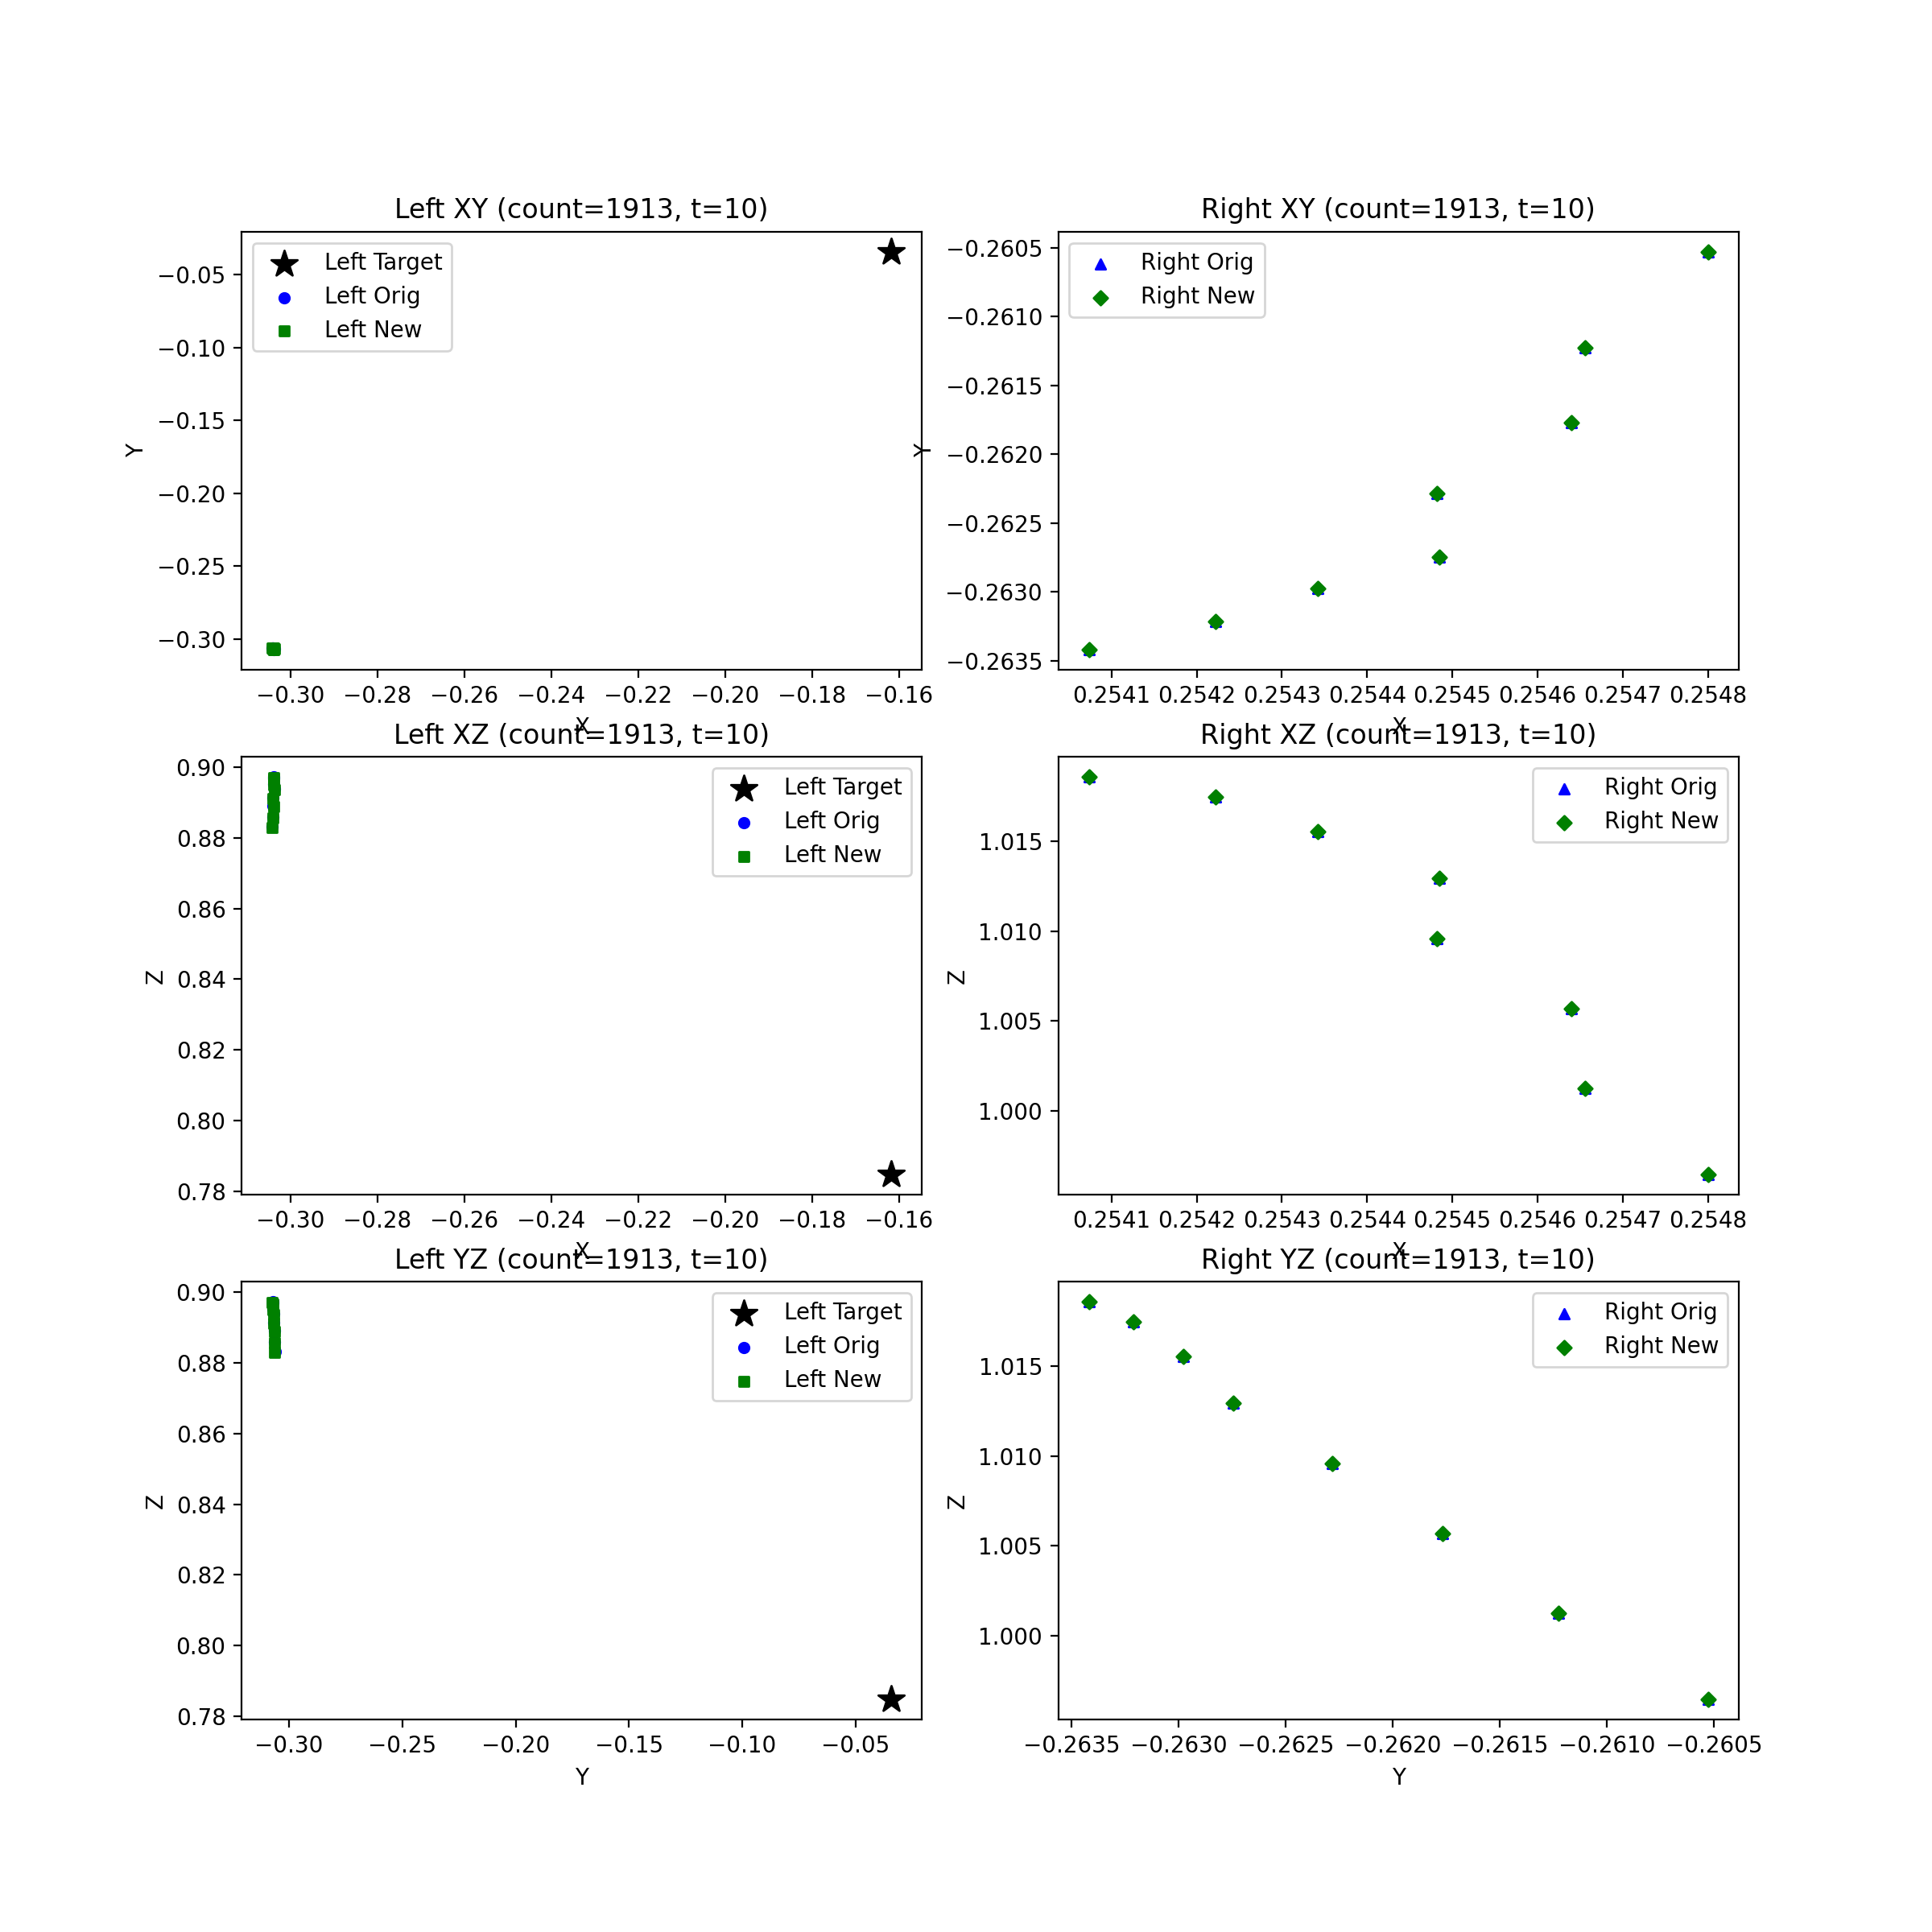 Left XY (count=1913, t=10)
Left Target
Left Orig
Left New
−0.05
−0.10
−0.15
−0.20
−0.25
−0.30
Y
−0.30 −0.28 −0.26 −0.24 −0.22 −0.20 −0.18 −0.16
X
Right XY (count=1913, t=10)
Right Orig
Right New
−0.2605
−0.2610
−0.2615
−0.2620
−0.2625
−0.2630
−0.2635
Y
0.2541 0.2542 0.2543 0.2544 0.2545 0.2546 0.2547 0.2548
X
Left XZ (count=1913, t=10)
Left Target
Left Orig
Left New
0.90
0.88
0.86
0.84
0.82
0.80
0.78
Z
−0.30 −0.28 −0.26 −0.24 −0.22 −0.20 −0.18 −0.16
X
Right XZ (count=1913, t=10)
Right Orig
Right New
1.015
1.010
1.005
1.000
Z
0.2541 0.2542 0.2543 0.2544 0.2545 0.2546 0.2547 0.2548
X
Left YZ (count=1913, t=10)
Left Target
Left Orig
Left New
0.90
0.88
0.86
0.84
0.82
0.80
0.78
Z
−0.30 −0.25 −0.20 −0.15 −0.10 −0.05
Y
Right YZ (count=1913, t=10)
Right Orig
Right New
1.015
1.010
1.005
1.000
Z
−0.2635 −0.2630 −0.2625 −0.2620 −0.2615 −0.2610 −0.2605
Y